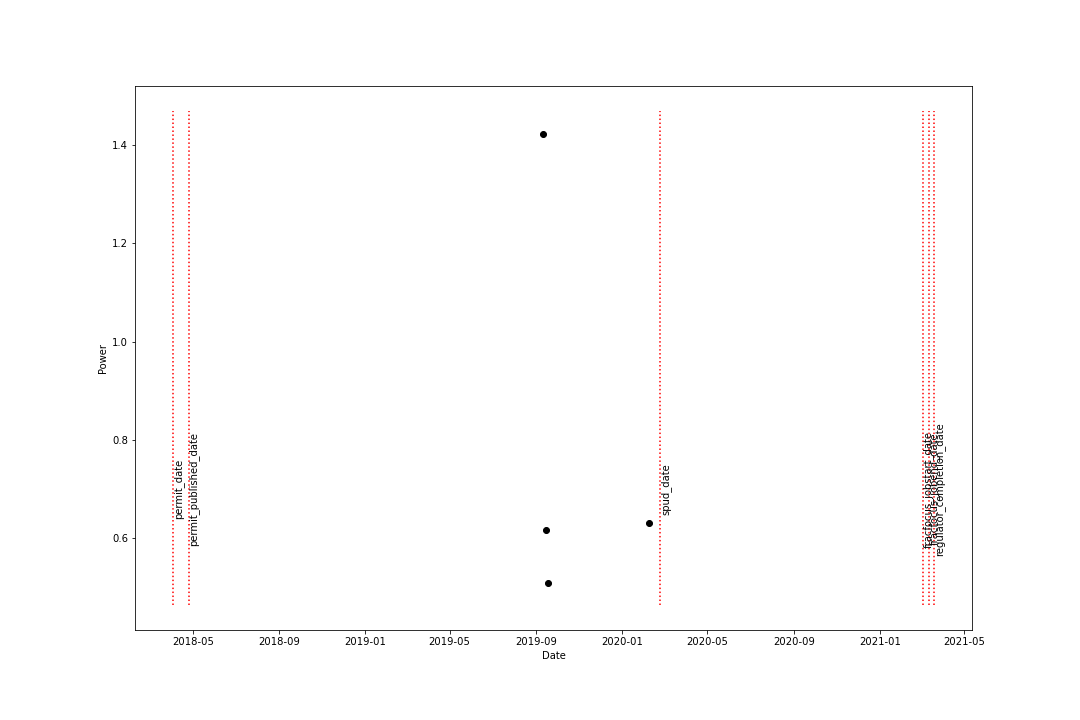 1.4
1.2
1.0
0.8
0.6
Power
permit_date
permit_published_date
spud_date
regulator_completion_date
2018-05
2018-09
2019-01
2019-05
2019-09
2020-01
2020-05
2020-09
2021-01
2021-05
Date